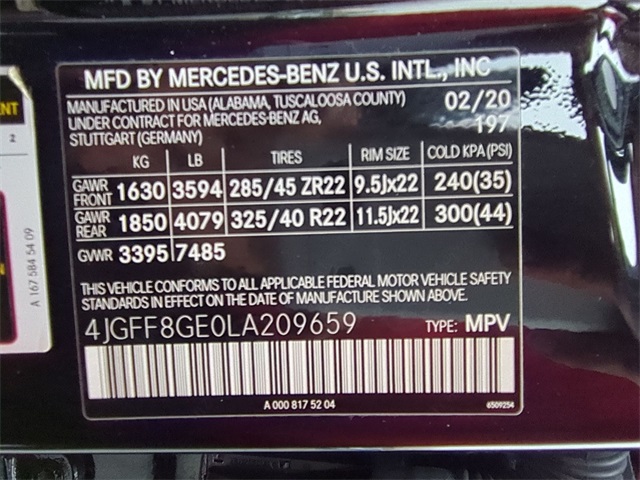 MFD BY MERCEDES-BENZ U.S. INTL., INC
MANUFACTURED IN USA (ALABAMA, TUSCALOOSA COUNTY) 02/20
UNDER CONTRACT FOR MERCEDES-BENZ AG, 197
STUTTGART (GERMANY)
KG LB TIRES RIM SIZE COLD KPA (PSI)
GAWR FRONT 1630 3594 285/45 ZR22 9.5Jx22 240(35)
GAWR REAR 1850 4079 325/40 R22 11.5Jx22 300(44)
GVWR 3395 7485
THIS VEHICLE CONFORMS TO ALL APPLICABLE FEDERAL MOTOR VEHICLE SAFETY
STANDARDS IN EFFECT ON THE DATE OF MANUFACTURE SHOWN ABOVE.
4JGFF8GE0LA209659 TYPE: MPV
A 000 817 52 04 6509254
2
A 167 584 54 09